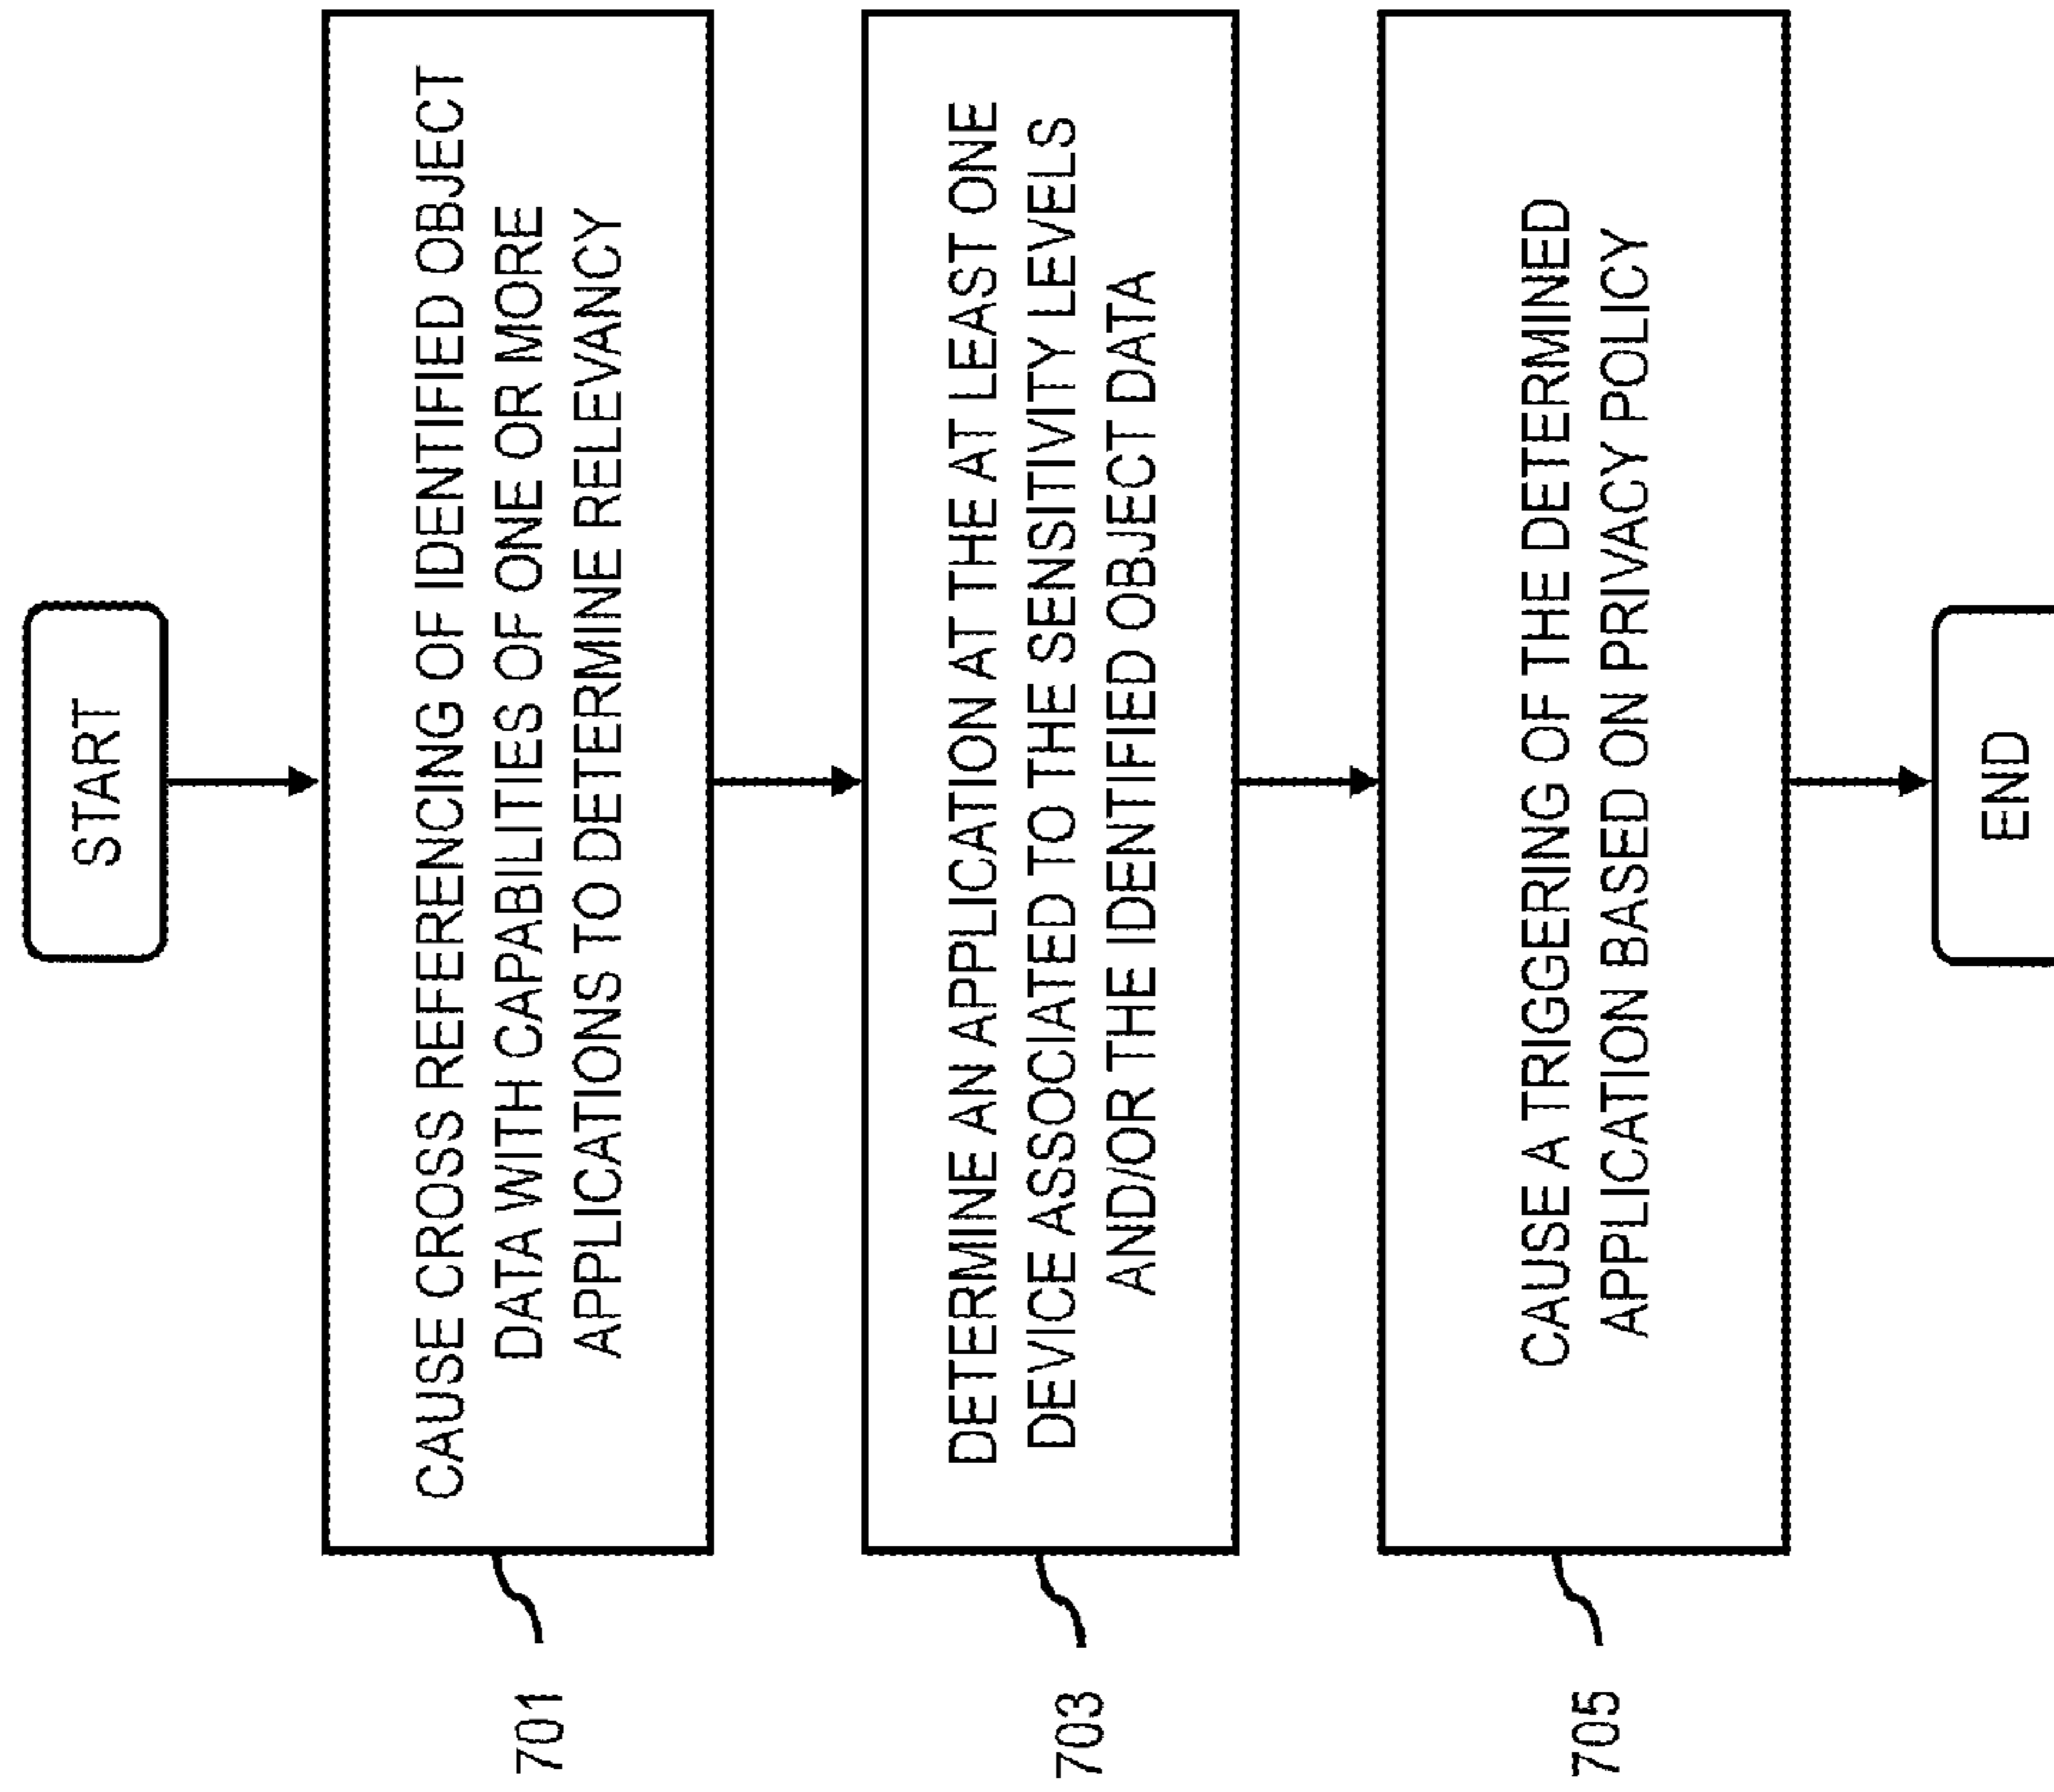 START
701
CAUSE CROSS REFERENCING OF IDENTIFIED OBJECT
DATA WITH CAPABILITIES OF ONE OR MORE
APPLICATIONS TO DETERMINE RELEVANCY
703
DETERMINE AN APPLICATION AT THE AT LEAST ONE
DEVICE ASSOCIATED TO THE SENSITIVITY LEVELS
AND/OR THE IDENTIFIED OBJECT DATA
705
CAUSE A TRIGGERING OF THE DETERMINED
APPLICATION BASED ON PRIVACY POLICY
END